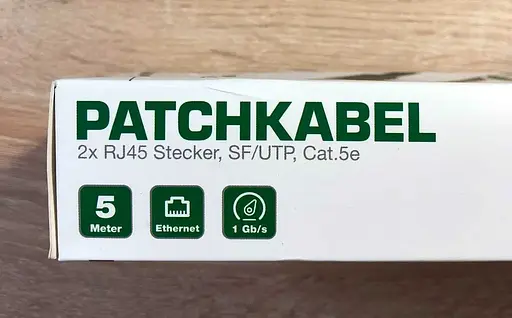 PATCHKABEL
2x RJ45 Stecker, SF/UTP, Cat.5e
5
Meter
Ethernet
1 Gb/s